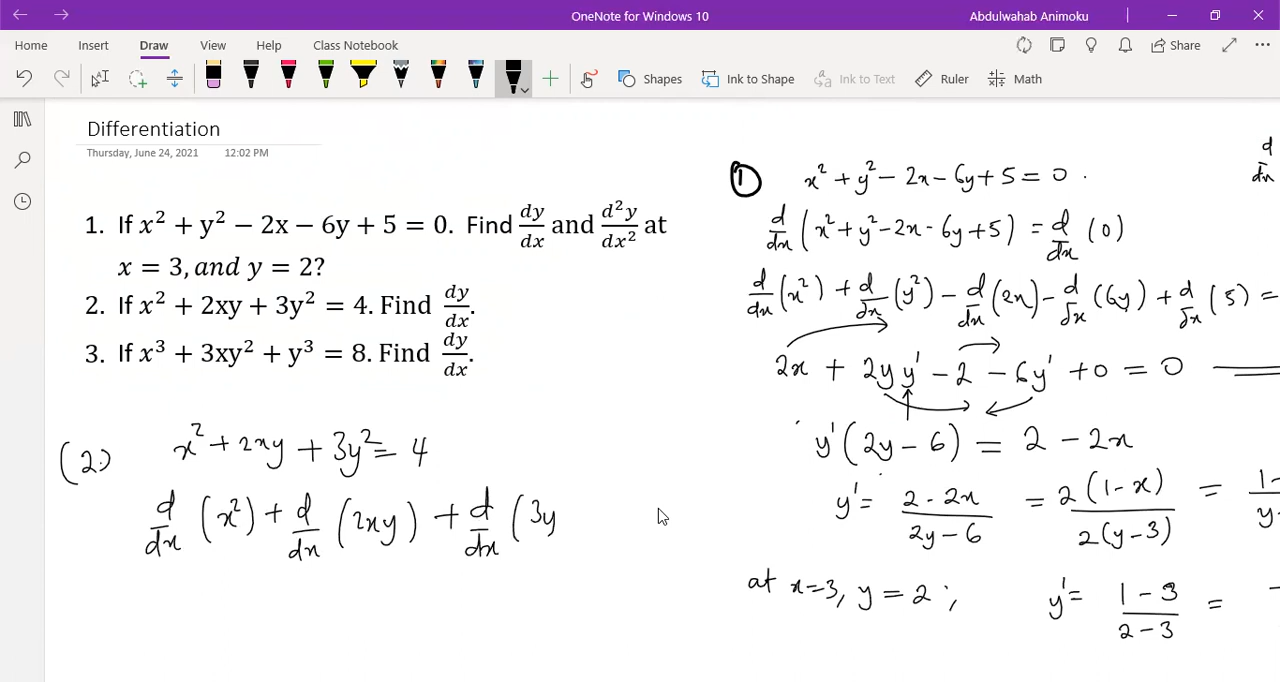 OneNote for Windows 10
Abdulwahab Animoku
Home Insert Draw View Help Class Notebook
Share
Shapes Ink to Shape Ink to Text Ruler Math
Differentiation
Thursday, June 24, 2021 12:02 PM
1. If x² + y² − 2x − 6y + 5 = 0. Find dy/dx and d²y/dx² at
x = 3, and y = 2?
2. If x² + 2xy + 3y² = 4. Find dy/dx.
3. If x³ + 3xy² + y³ = 8. Find dy/dx.
(2.) x² + 2xy + 3y² = 4
d/dx (x²) + d/dx (2xy) + d/dx (3y
① x² + y² − 2x − 6y + 5 = 0 .
d/dx
d/dx (x² + y² − 2x − 6y + 5) = d/dx (0)
d/dx (x²) + d/dx (y²) − d/dx (2x) − d/dx (6y) + d/dx (5) =
2x + 2y y' − 2 − 6y' + 0 = 0
y' (2y − 6) = 2 − 2x
y' = 2 - 2x / 2y − 6 = 2 (1 − x) / 2 (y − 3) = 1- / y-
at x = 3, y = 2 ; y' = 1 − 3 / 2 − 3 =